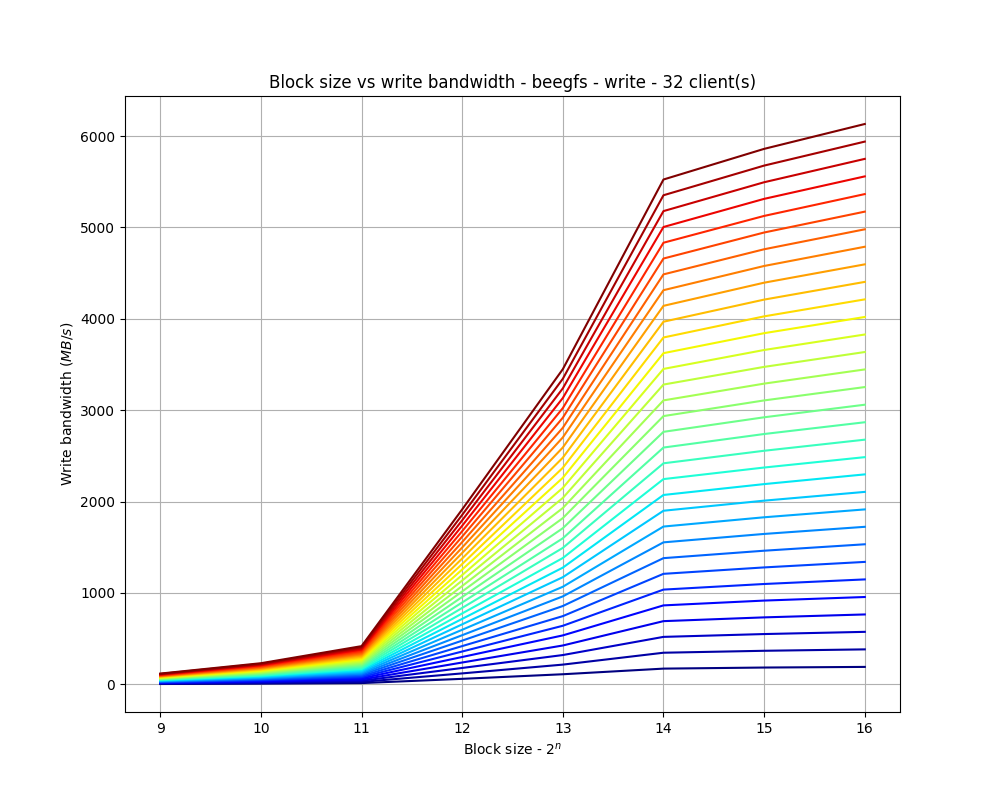 Block size vs write bandwidth - beegfs - write - 32 client(s)
6000
5000
4000
3000
2000
1000
0
Write bandwidth (MB/s)
9 10 11 12 13 14 15 16
Block size - 2ⁿ